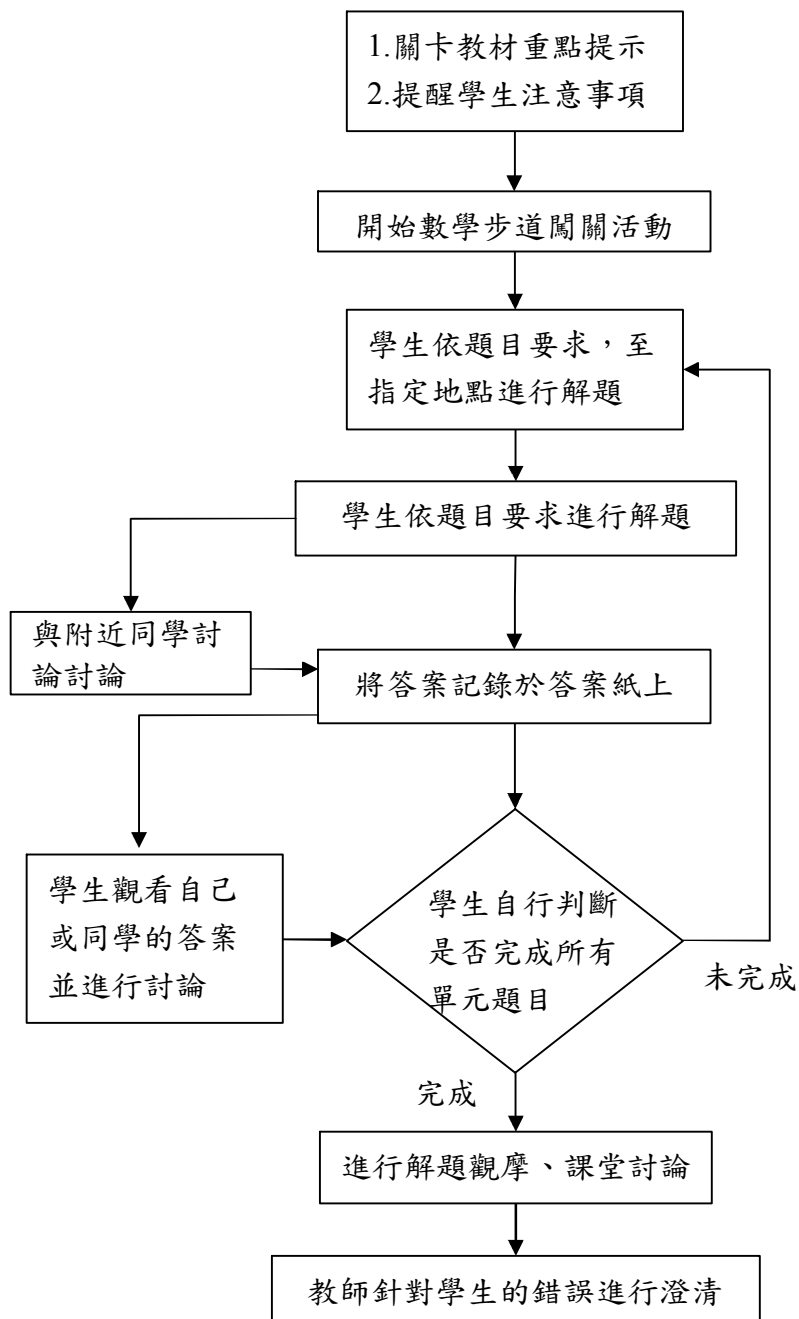 1.關卡教材重點提示
2.提醒學生注意事項
開始數學步道闖關活動
學生依題目要求，至
指定地點進行解題
學生依題目要求進行解題
與附近同學討
論討論
將答案記錄於答案紙上
學生觀看自己
或同學的答案
並進行討論
學生自行判斷
是否完成所有
單元題目
未完成
完成
進行解題觀摩、課堂討論
教師針對學生的錯誤進行澄清